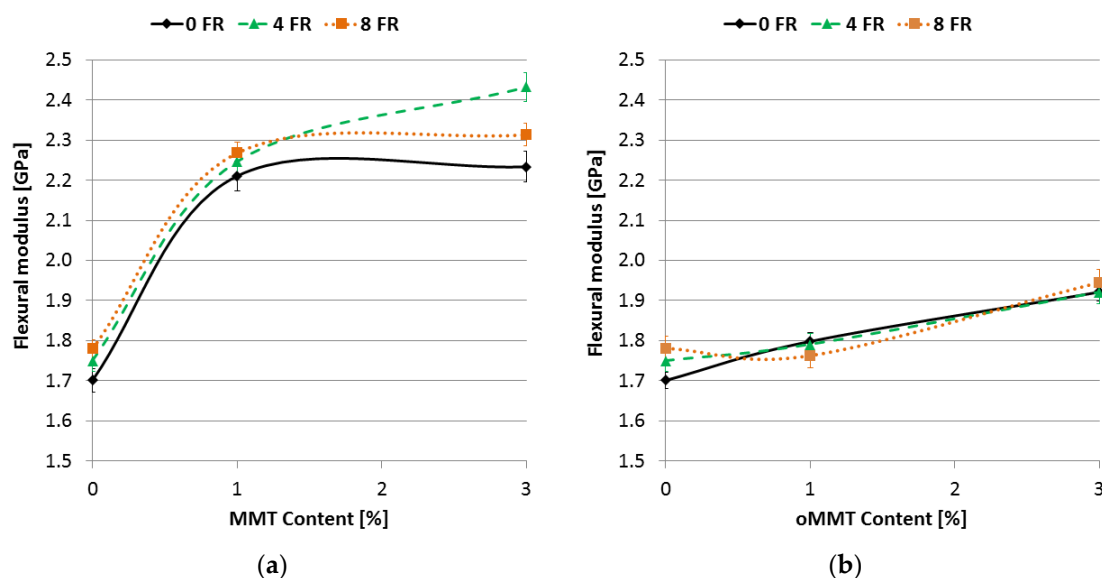 0 FR 4 FR 8 FR
2.5
2.4
2.3
2.2
2.1
2.0
1.9
1.8
1.7
1.6
1.5
Flexural modulus [GPa]
0 1 2 3
MMT Content [%]
(a)
0 FR 4 FR 8 FR
2.5
2.4
2.3
2.2
2.1
2.0
1.9
1.8
1.7
1.6
1.5
Flexural modulus [GPa]
0 1 2 3
oMMT Content [%]
(b)